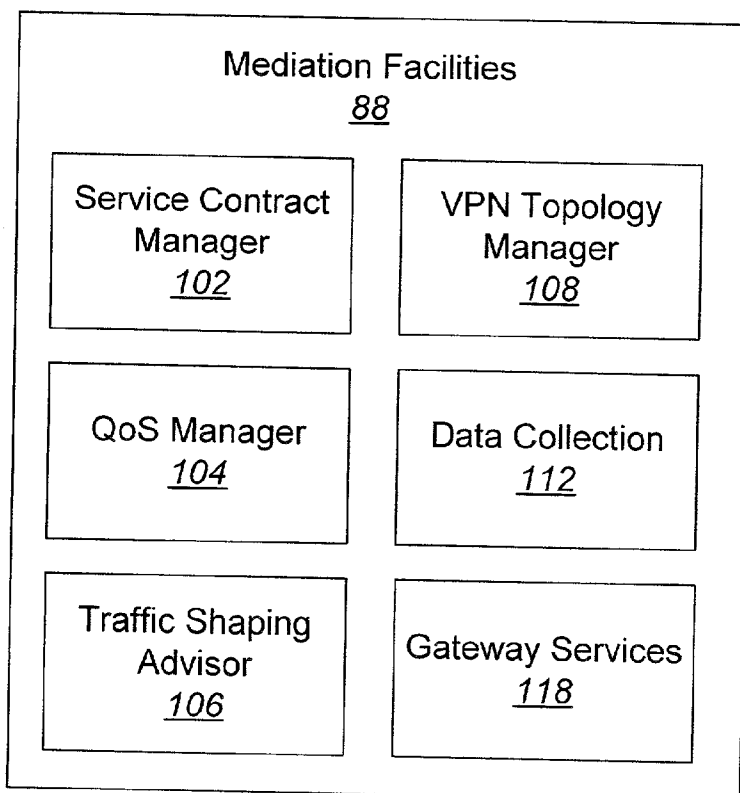 Mediation Facilities
88
Service Contract
Manager
102
VPN Topology
Manager
108
QoS Manager
104
Data Collection
112
Traffic Shaping
Advisor
106
Gateway Services
118